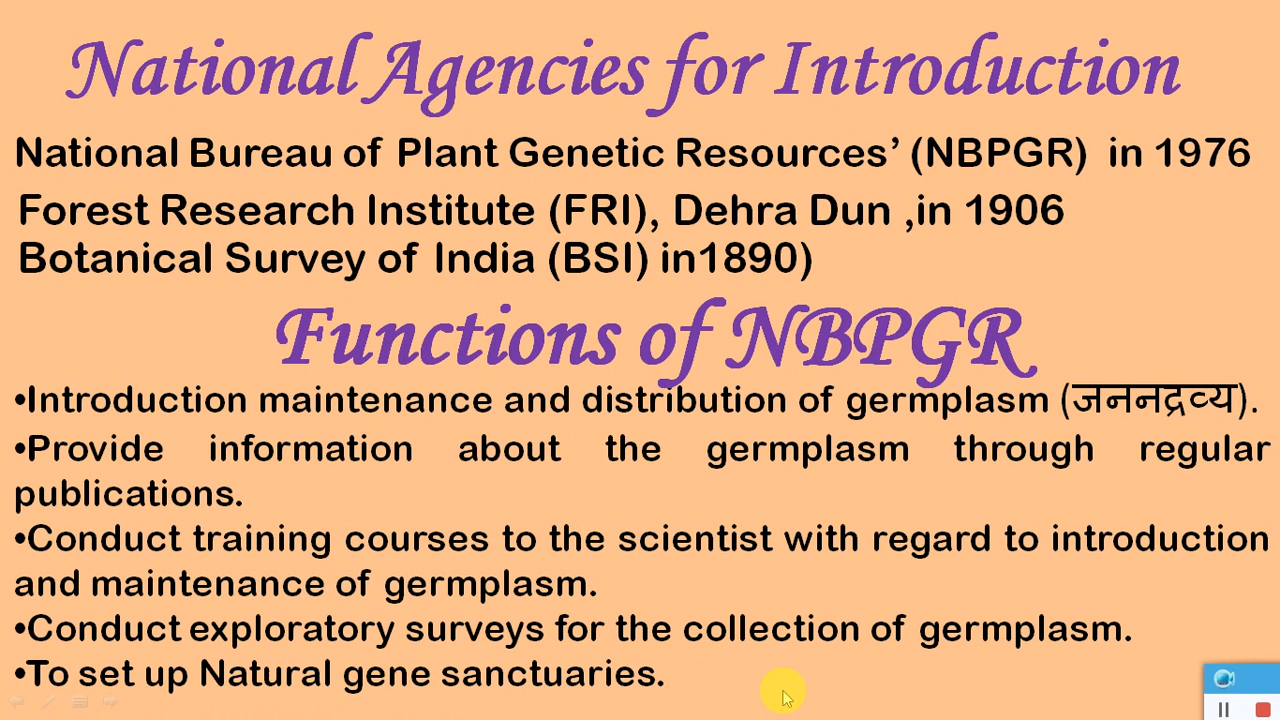 National Agencies for Introduction
National Bureau of Plant Genetic Resources’ (NBPGR) in 1976
Forest Research Institute (FRI), Dehra Dun ,in 1906
Botanical Survey of India (BSI) in1890)
Functions of NBPGR
•Introduction maintenance and distribution of germplasm (जननद्रव्य).
•Provide information about the germplasm through regular
publications.
•Conduct training courses to the scientist with regard to introduction
and maintenance of germplasm.
•Conduct exploratory surveys for the collection of germplasm.
•To set up Natural gene sanctuaries.